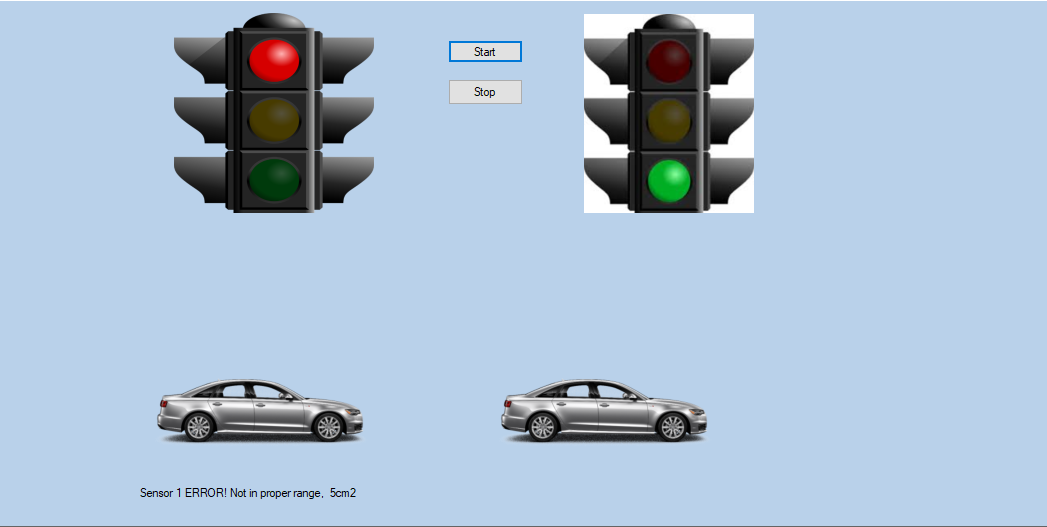 Start
Stop
Sensor 1 ERROR! Not in proper range,  5cm2